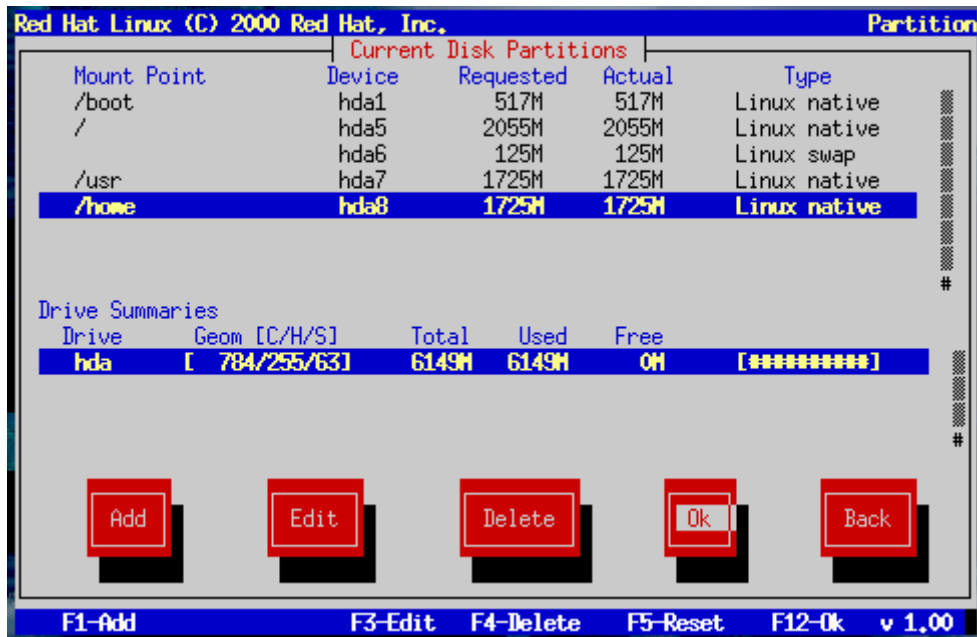 Red Hat Linux (C) 2000 Red Hat, Inc. Partition
Current Disk Partitions
Mount Point Device Requested Actual Type
/boot hda1 517M 517M Linux native
/ hda5 2055M 2055M Linux native
hda6 125M 125M Linux swap
/usr hda7 1725M 1725M Linux native
/home hda8 1725M 1725M Linux native
#
Drive Summaries
Drive Geom [C/H/S] Total Used Free
hda [ 784/255/63] 6149M 6149M 0M [##########]
#
Add Edit Delete Ok Back
F1-Add F3-Edit F4-Delete F5-Reset F12-Ok v 1.00